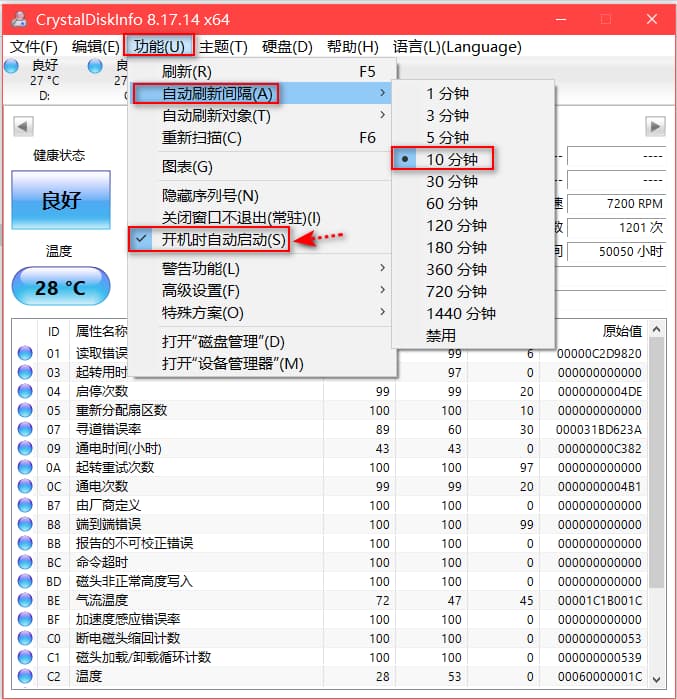 CrystalDiskInfo 8.17.14 x64
文件(F) 编辑(E) 功能(U) 主题(T) 硬盘(D) 帮助(H) 语言(L)(Language)
良好
27 °C
D:
27
刷新(R) F5
自动刷新间隔(A)
自动刷新对象(T)
重新扫描(C) F6
图表(G)
隐藏序列号(N)
关闭窗口不退出(常驻)(I)
开机时自动启动(S)
警告功能(L)
高级设置(F)
特殊方案(O)
打开“磁盘管理”(D)
打开“设备管理器”(M)
1 分钟
3 分钟
5 分钟
10 分钟
30 分钟
60 分钟
120 分钟
180 分钟
360 分钟
720 分钟
1440 分钟
禁用
健康状态
良好
温度
28 °C
----
----
7200 RPM
1201 次
50050 小时
ID 属性名称 原始值
01 读取错误 99 6 00000C2D9820
03 起转用时 97 0 000000000000
04 启停次数 99 99 20 0000000004DE
05 重新分配扇区数 100 100 10 000000000000
07 寻道错误率 89 60 30 000031BD623A
09 通电时间(小时) 43 43 0 00000000C382
0A 起转重试次数 100 100 97 000000000000
0C 通电次数 99 99 20 0000000004B1
B7 由厂商定义 100 100 0 000000000000
B8 端到端错误 100 100 99 000000000000
BB 报告的不可校正错误 100 100 0 000000000000
BC 命令超时 100 100 0 000000000000
BD 磁头非正常高度写入 100 100 0 000000000000
BE 气流温度 72 47 45 00001C1B001C
BF 加速度感应错误率 100 100 0 000000000000
C0 断电磁头缩回计数 100 100 0 000000000053
C1 磁头加载/卸载循环计数 100 100 0 000000000539
C2 温度 28 53 0 00060000001C